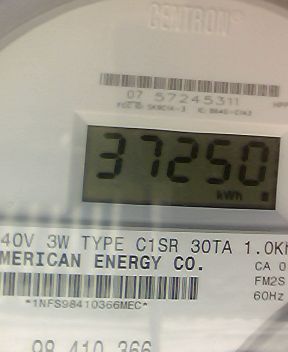 CENTRON®
07 57245311
37250
kWh
40V 3W TYPE C1SR 30TA 1.0K
MERICAN ENERGY CO. CA 0
FM2S
*1NFS98410366MEC* 60Hz
98 410 366